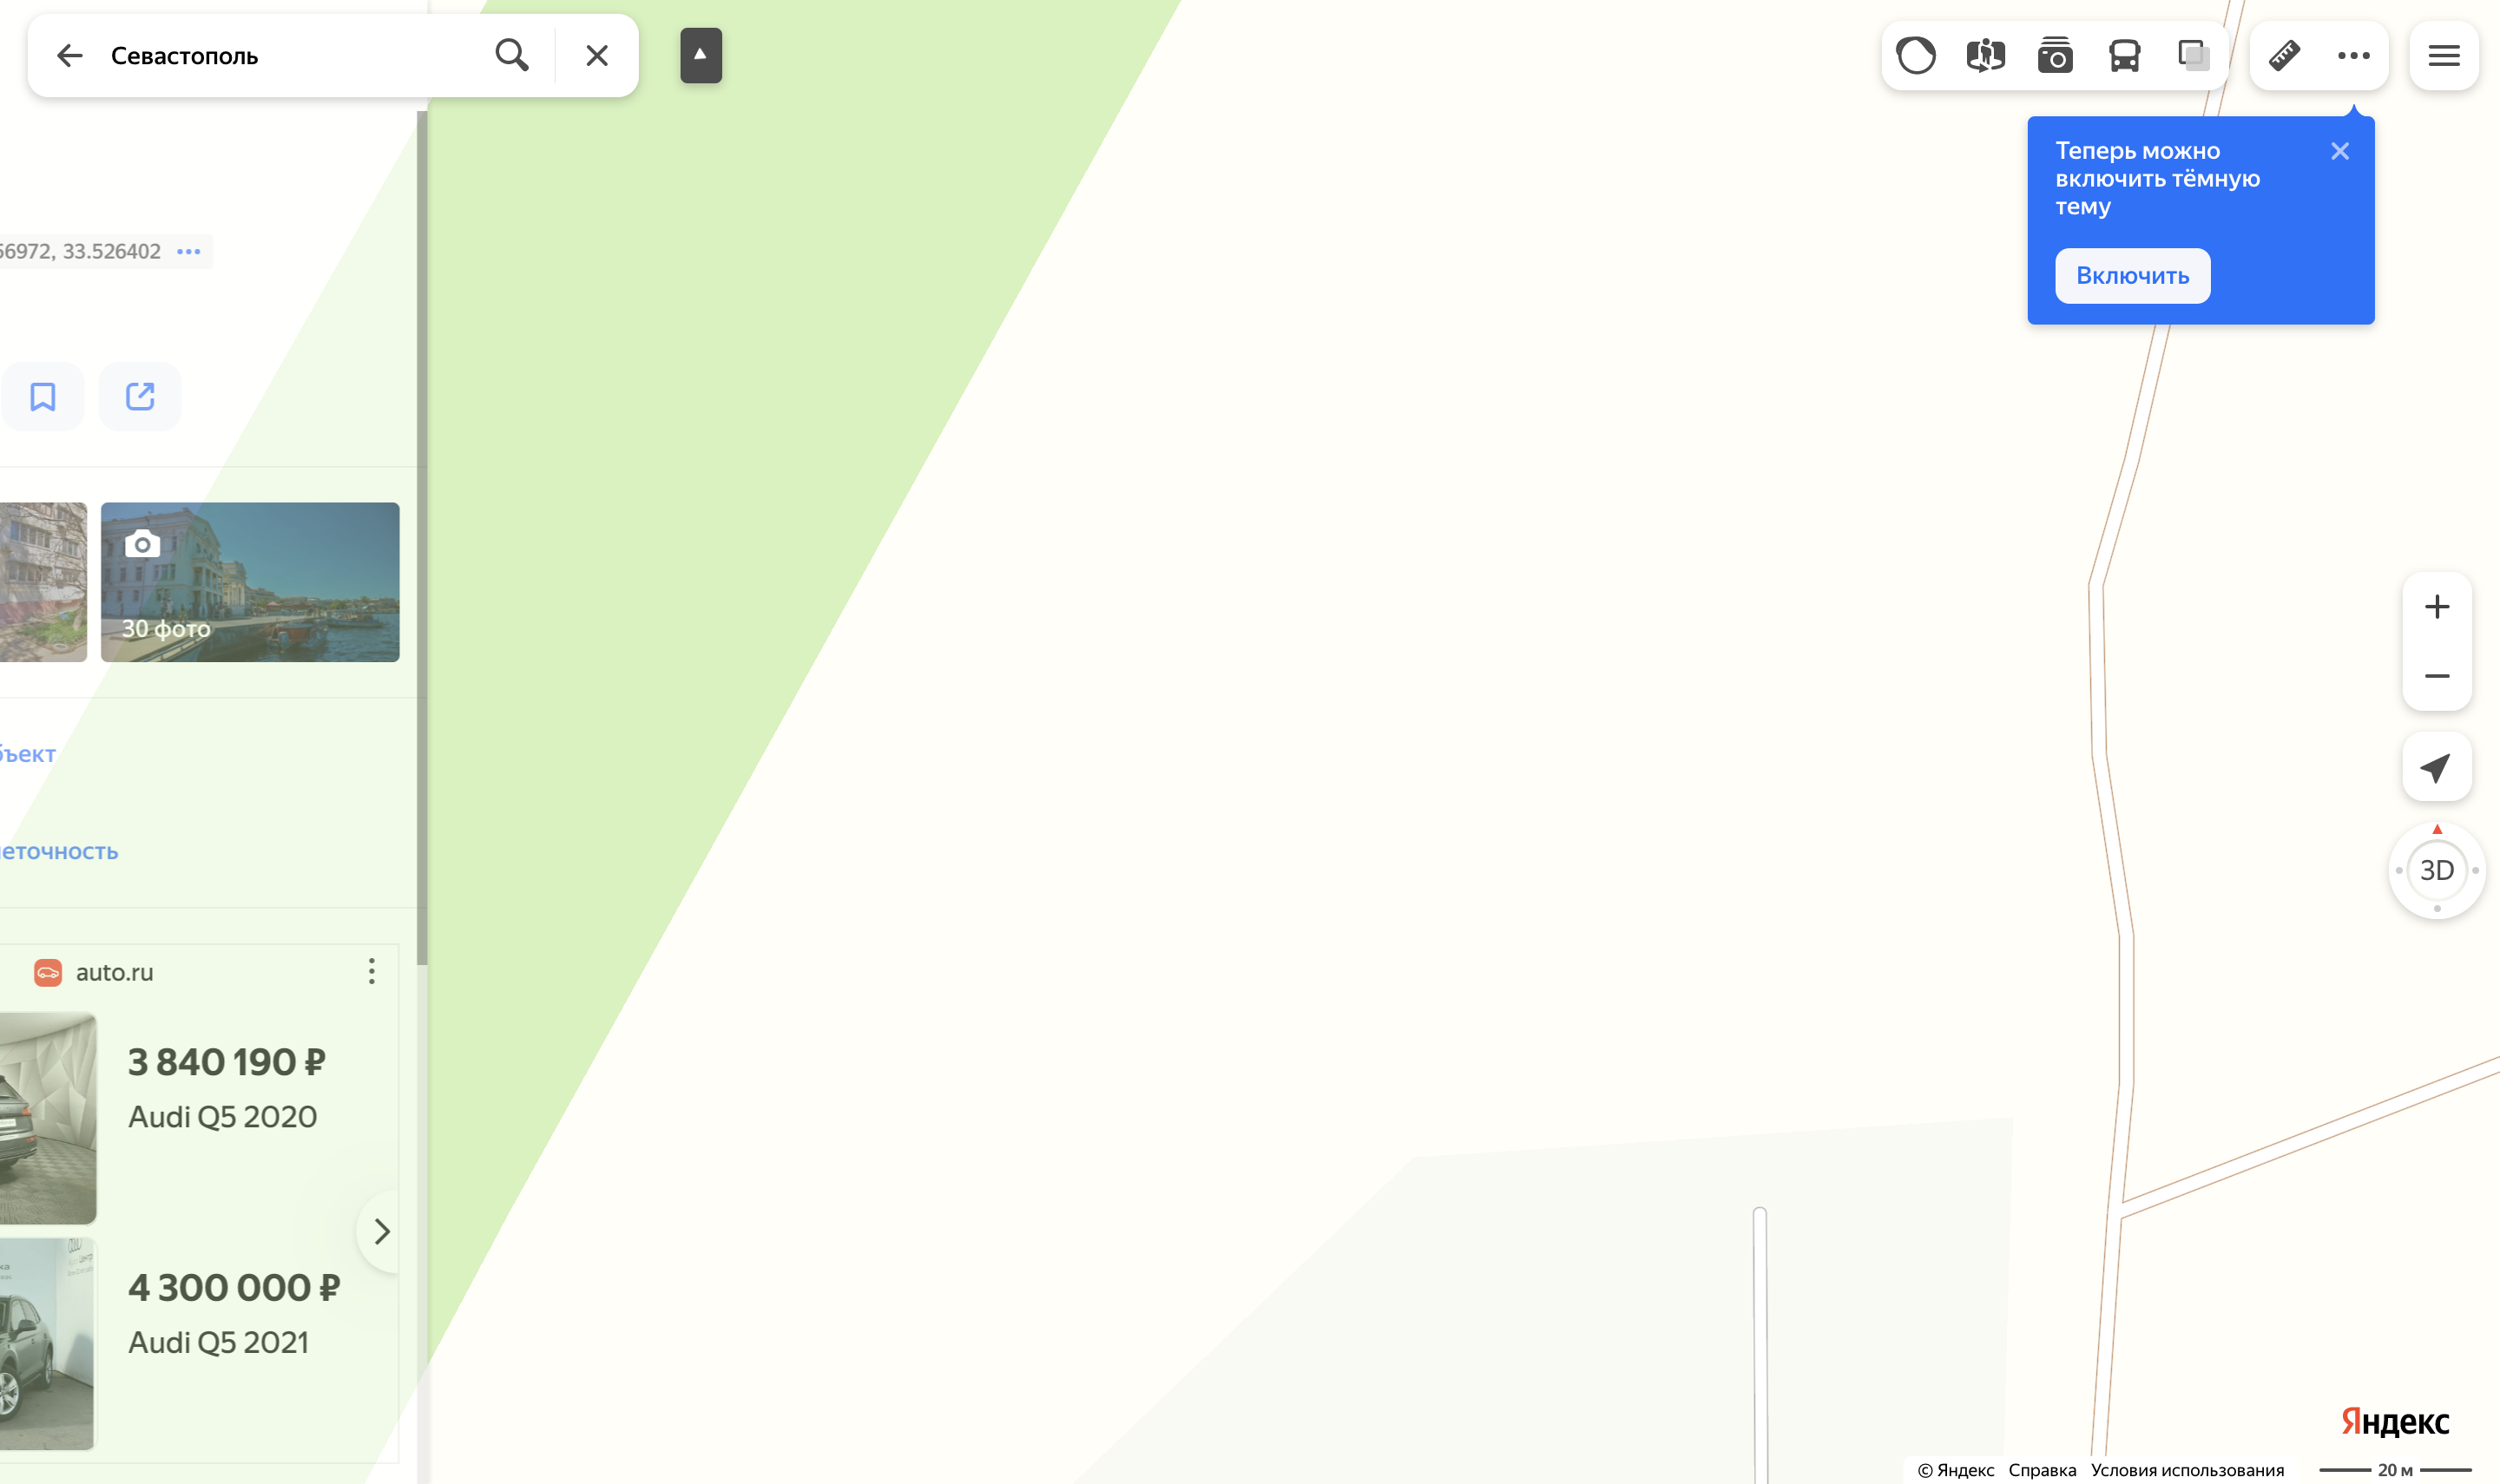 Севастополь
Теперь можно
включить тёмную
тему
Включить
56972, 33.526402
30 фото
бъект
неточность
auto.ru
3 840 190 ₽
Audi Q5 2020
4 300 000 ₽
Audi Q5 2021
3D
Яндекс
© Яндекс Справка Условия использования 20 м